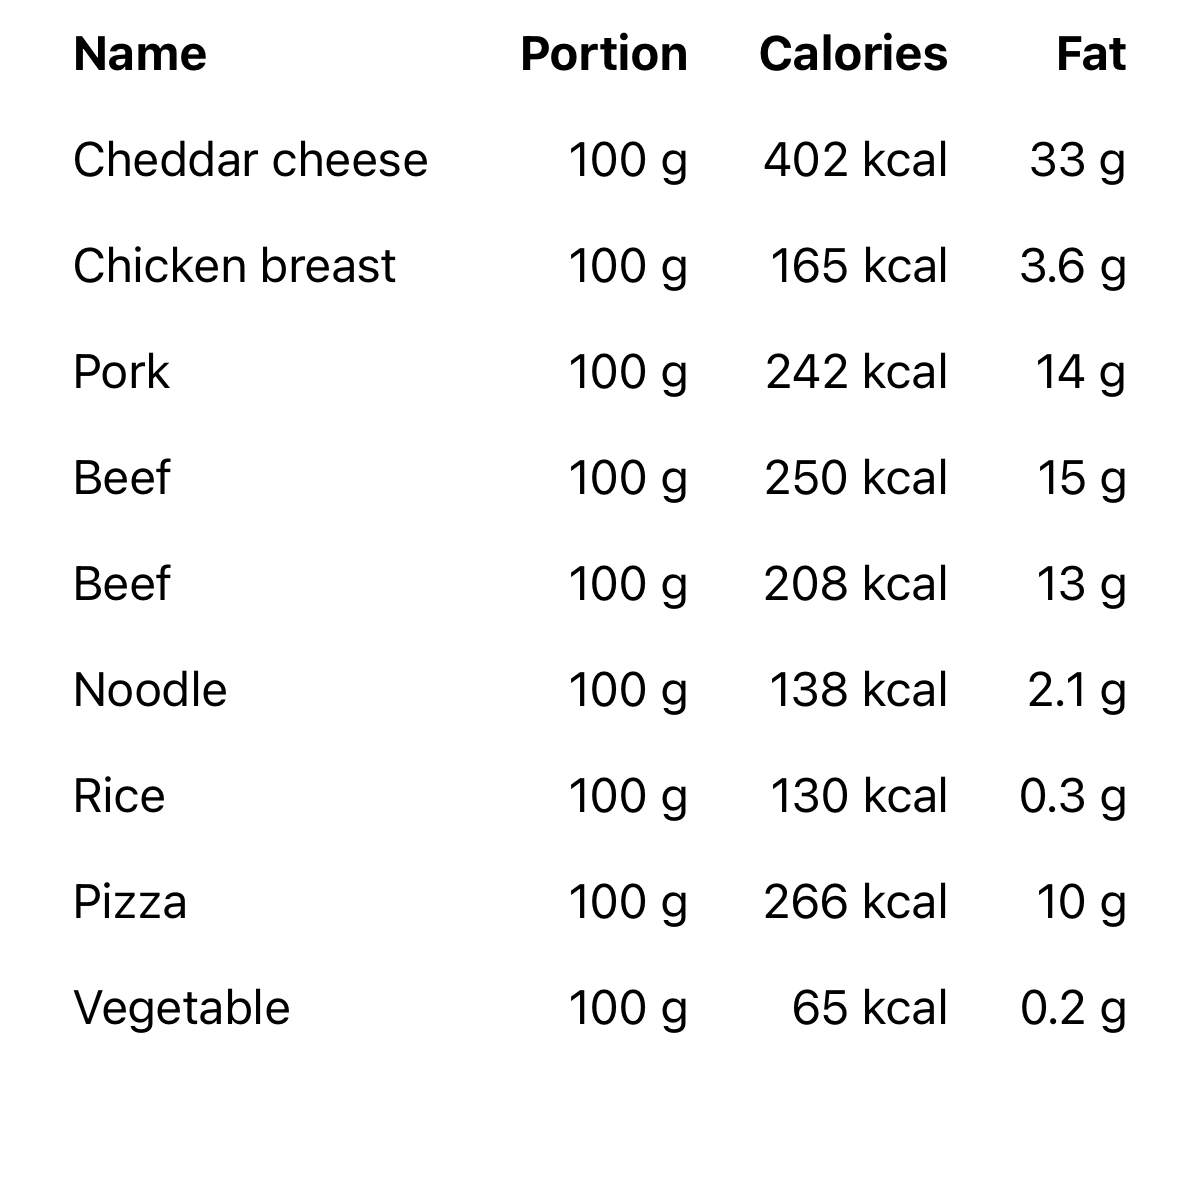 Name Portion Calories Fat
Cheddar cheese 100 g 402 kcal 33 g
Chicken breast 100 g 165 kcal 3.6 g
Pork 100 g 242 kcal 14 g
Beef 100 g 250 kcal 15 g
Beef 100 g 208 kcal 13 g
Noodle 100 g 138 kcal 2.1 g
Rice 100 g 130 kcal 0.3 g
Pizza 100 g 266 kcal 10 g
Vegetable 100 g 65 kcal 0.2 g